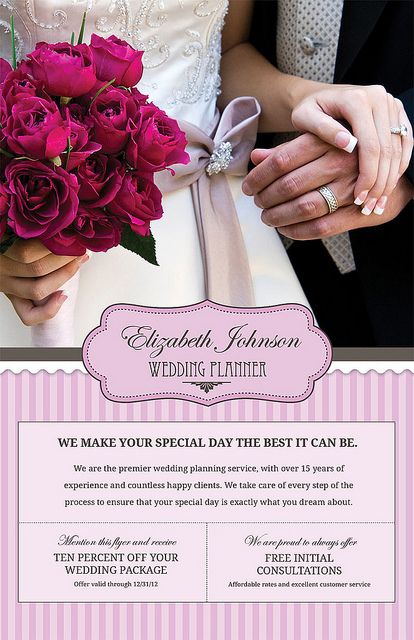 Elizabeth Johnson
WEDDING PLANNER
WE MAKE YOUR SPECIAL DAY THE BEST IT CAN BE.
We are the premier wedding planning service, with over 15 years of
experience and countless happy clients. We take care of every step of the
process to ensure that your special day is exactly what you dream about.
Mention this flyer and receive
TEN PERCENT OFF YOUR
WEDDING PACKAGE
Offer valid through 12/31/12
We are proud to always offer
FREE INITIAL
CONSULTATIONS
Affordable rates and excellent customer service